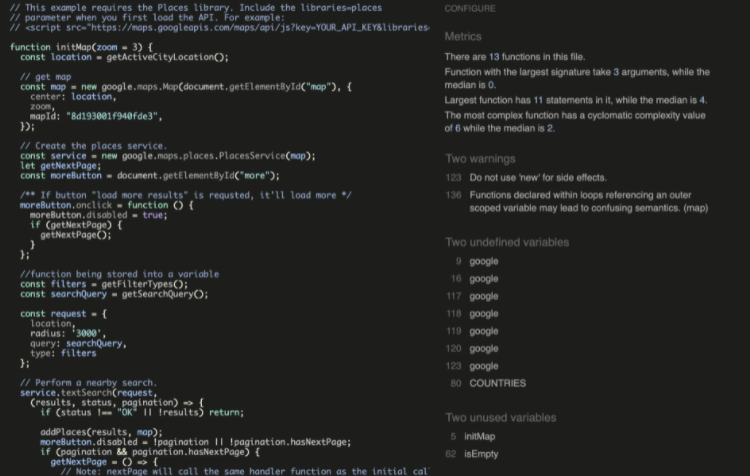 // This example requires the Places library. Include the libraries=places
// parameter when you first load the API. For example:
// <script src="https://maps.googleapis.com/maps/api/js?key=YOUR_API_KEY&libraries=
function initMap(zoom = 3) {
const location = getActiveCityLocation();
// get map
const map = new google.maps.Map(document.getElementById("map"), {
center: location,
zoom,
mapId: "8d193001f940fde3",
});
// Create the places service.
const service = new google.maps.places.PlacesService(map);
let getNextPage;
const moreButton = document.getElementById("more");
/** If button "load more results" is requsted, it'll load more */
moreButton.onclick = function () {
moreButton.disabled = true;
if (getNextPage) {
getNextPage();
}
};
//function being stored into a variable
const filters = getFilterTypes();
const searchQuery = getSearchQuery();
const request = {
location,
radius: '3000',
query: searchQuery,
type: filters
};
// Perform a nearby search.
service.textSearch(request,
(results, status, pagination) => {
if (status !== "OK" || !results) return;
addPlaces(results, map);
moreButton.disabled = !pagination || !pagination.hasNextPage;
if (pagination && pagination.hasNextPage) {
getNextPage = () => {
// Note: nextPage will call the same handler function as the initial cal
CONFIGURE
Metrics
There are 13 functions in this file.
Function with the largest signature take 3 arguments, while the
median is 0.
Largest function has 11 statements in it, while the median is 4.
The most complex function has a cyclomatic complexity value
of 6 while the median is 2.
Two warnings
123 Do not use 'new' for side effects.
136 Functions declared within loops referencing an outer
scoped variable may lead to confusing semantics. (map)
Two undefined variables
9 google
16 google
117 google
118 google
119 google
120 google
123 google
80 COUNTRIES
Two unused variables
5 initMap
62 isEmpty